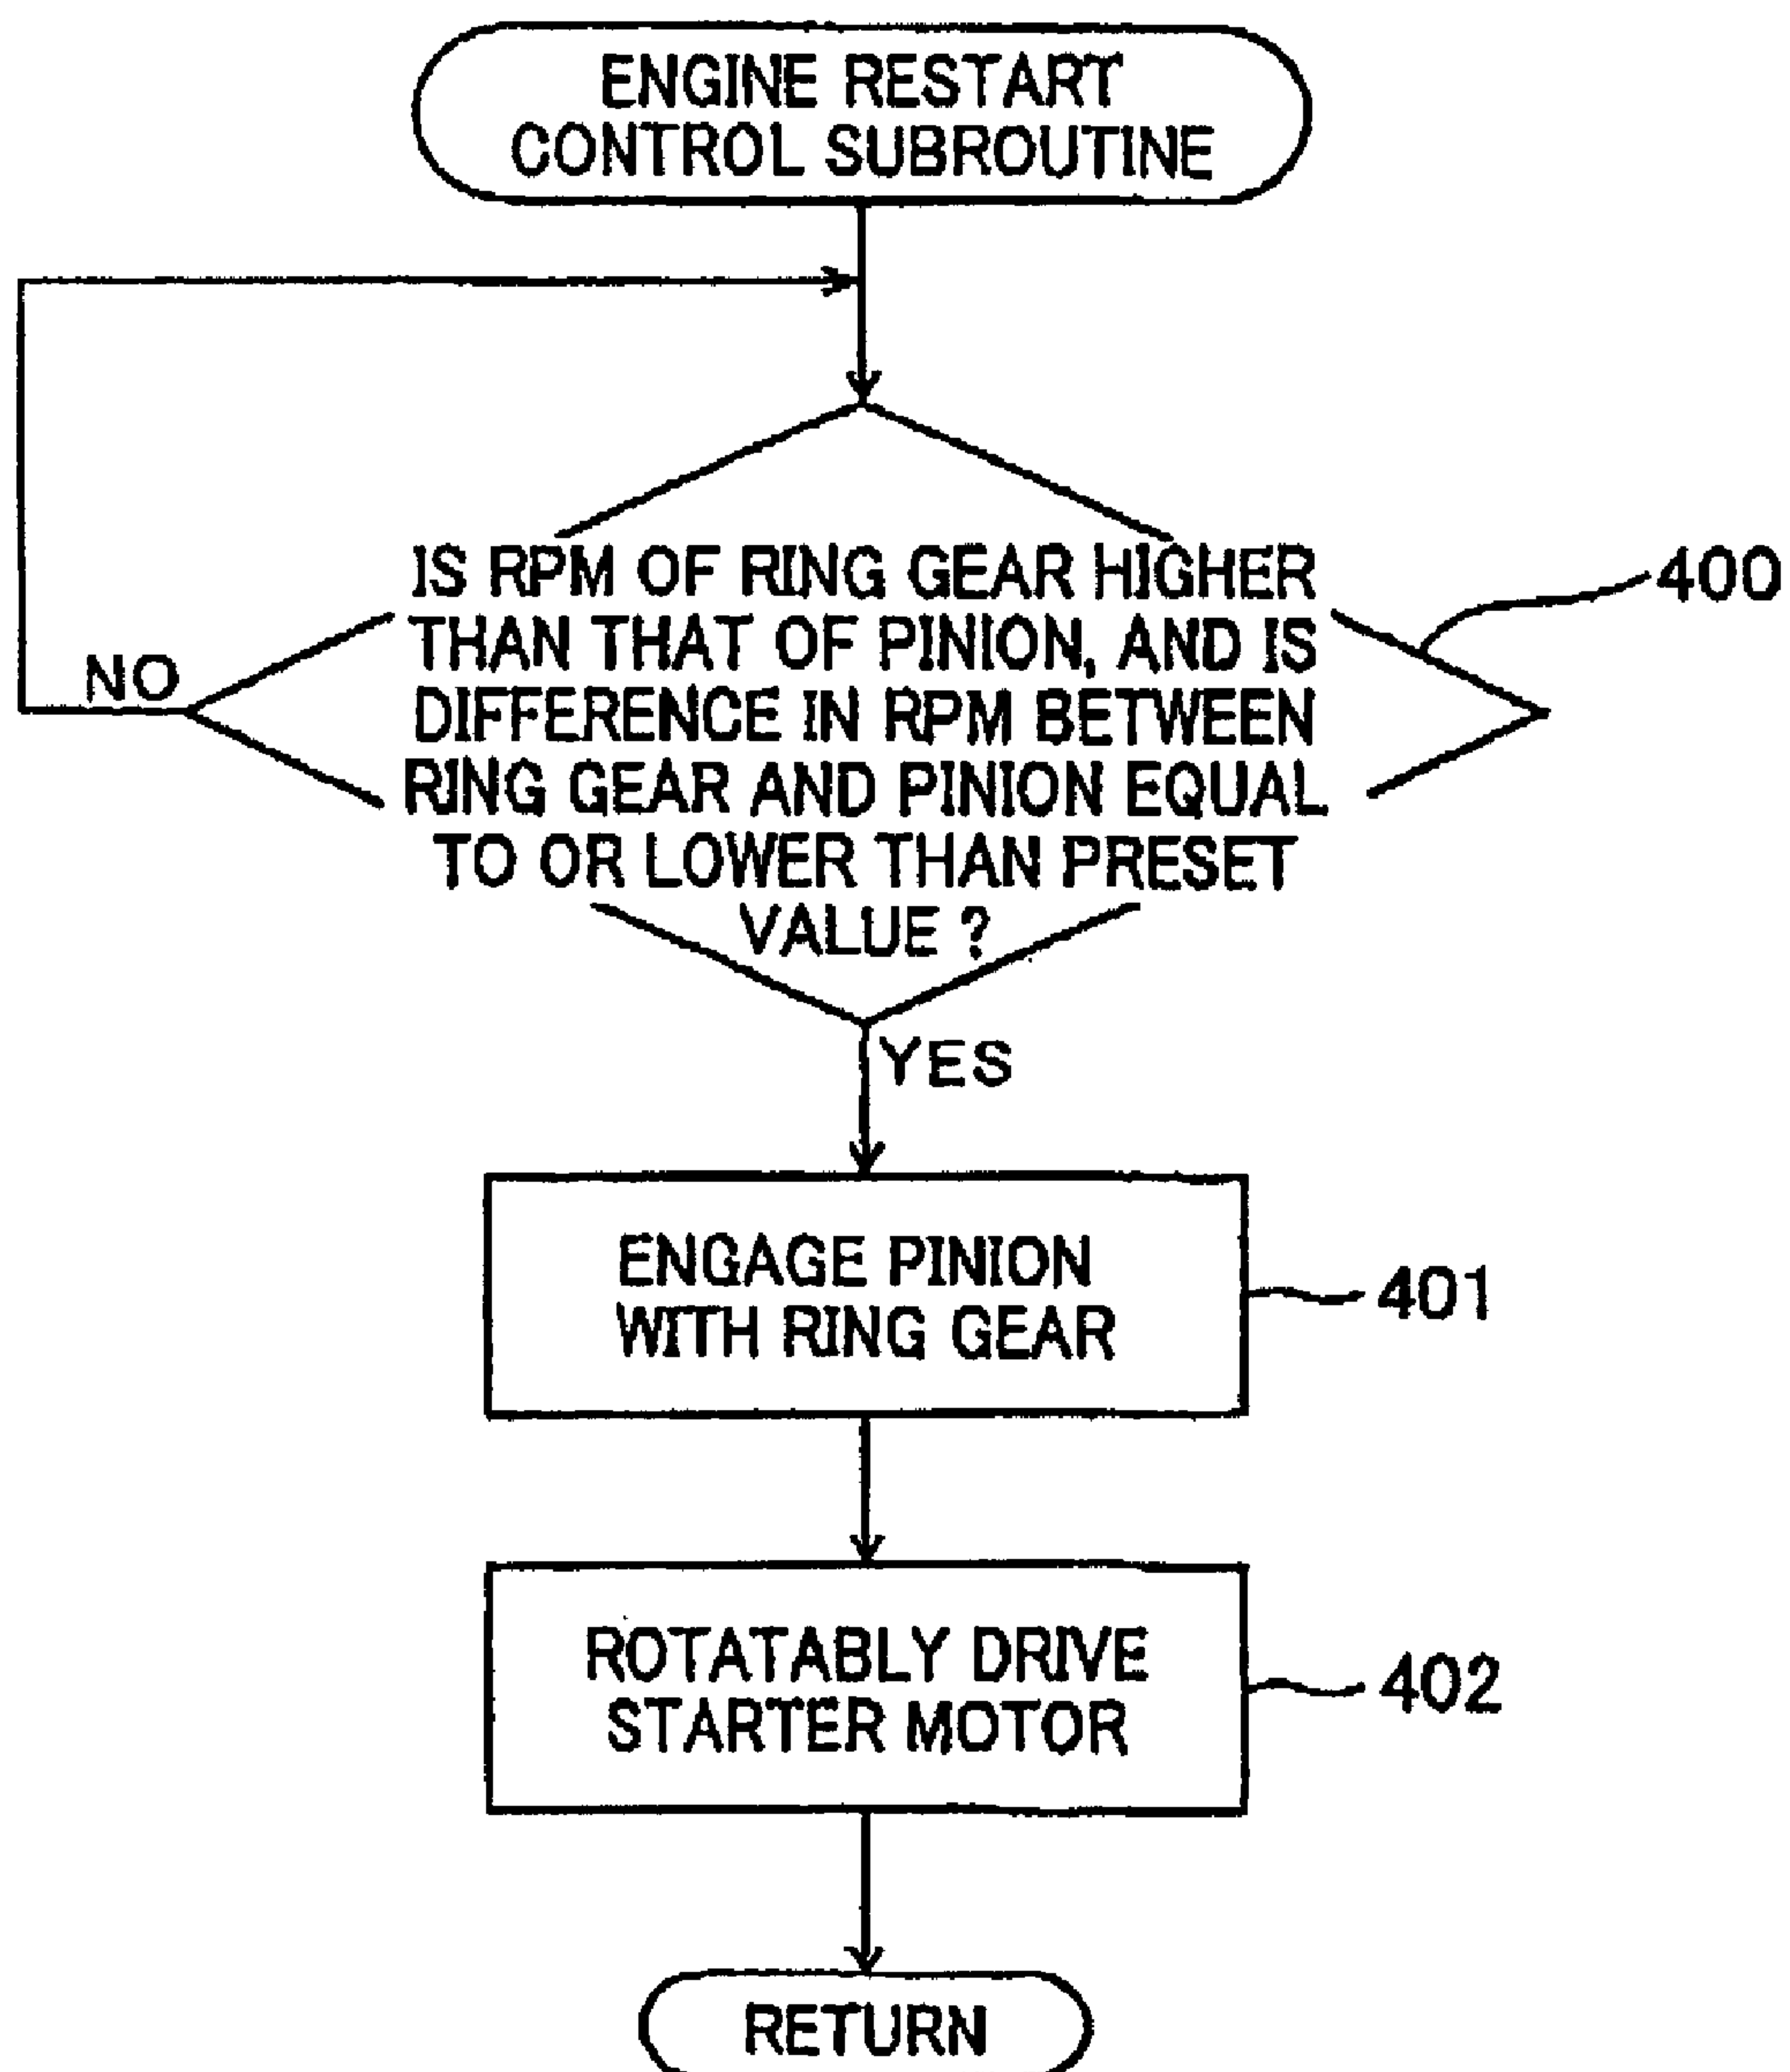 ENGINE RESTART
CONTROL SUBROUTINE
IS RPM OF RING GEAR HIGHER
THAN THAT OF PINION, AND IS
DIFFERENCE IN RPM BETWEEN
RING GEAR AND PINION EQUAL
TO OR LOWER THAN PRESET
VALUE ?
400
NO
YES
ENGAGE PINION
WITH RING GEAR
401
ROTATABLY DRIVE
STARTER MOTOR
402
RETURN